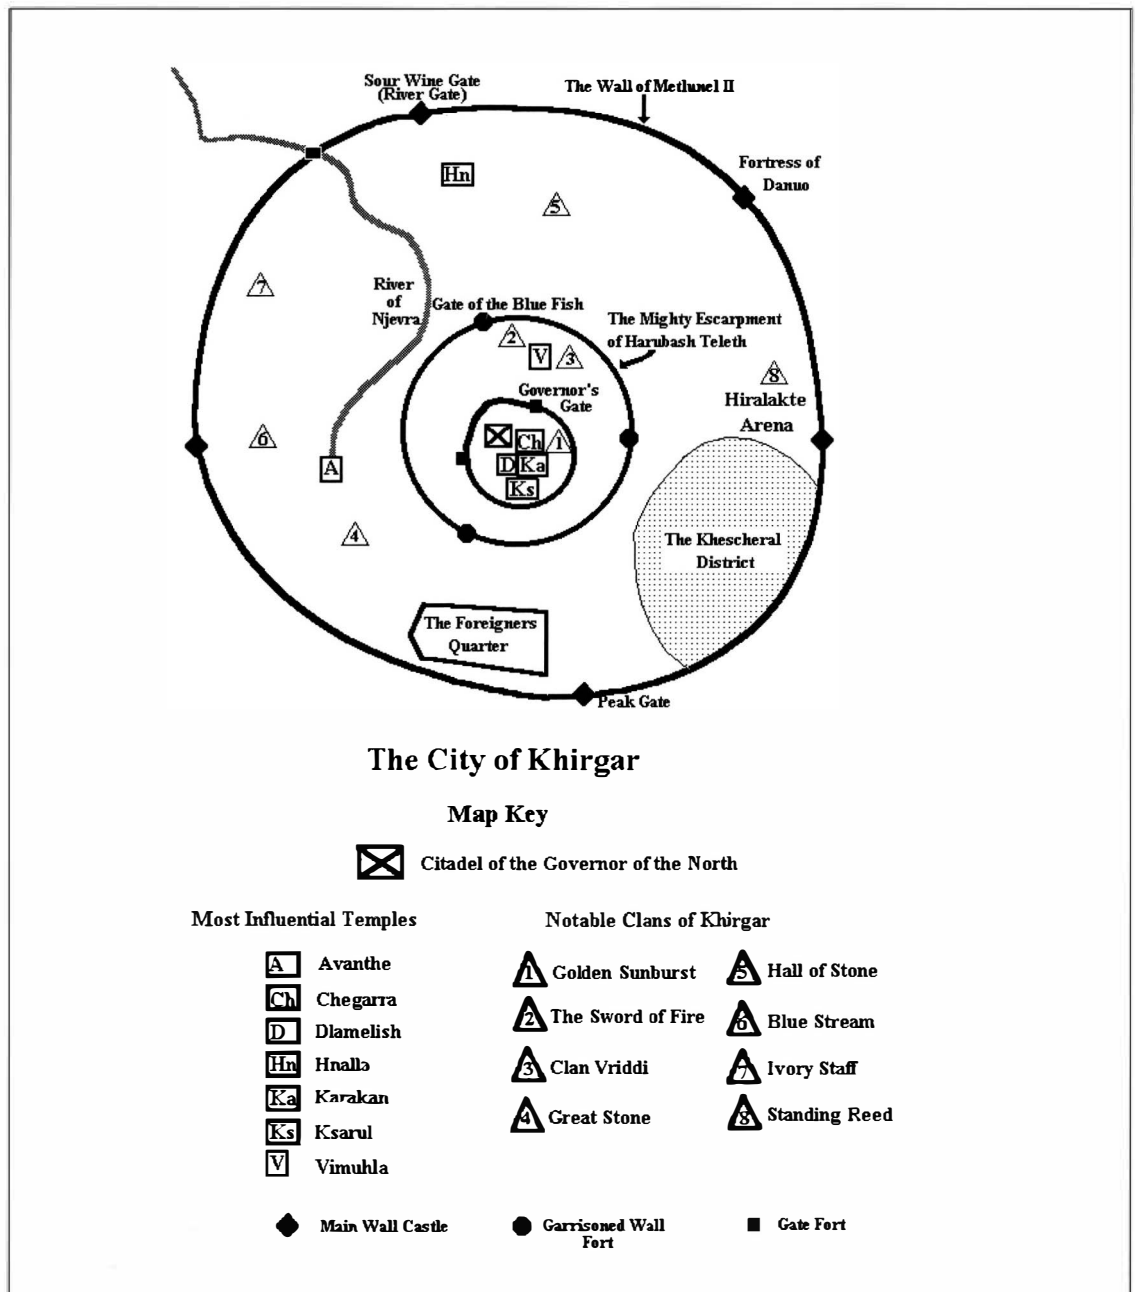 Sour Wine Gate
(River Gate)
The Wall of Metlunel II
Fortress of
Danuo
Hn
5
7
River
of
Njevra
Gate of the Blue Fish
The Mighty Escarpment
of Harubash Teleth
2
V
3
8
Governor's
Gate
Hiralakte
Arena
6
Ch
1
A
D
Ka
Ks
4
The Khescheral
District
The Foreigners
Quarter
Peak Gate
The City of Khirgar
Map Key
Citadel of the Governor of the North
Most Influential Temples
A Avanthe
Ch Chegarra
D Dlamelish
Hn Hnalla
Ka Karakan
Ks Ksarul
V Vimuhla
Notable Clans of Khirgar
1 Golden Sunburst
2 The Sword of Fire
3 Clan Vriddi
4 Great Stone
5 Hall of Stone
6 Blue Stream
7 Ivory Staff
8 Standing Reed
Main Wall Castle
Garrisoned Wall
Fort
Gate Fort